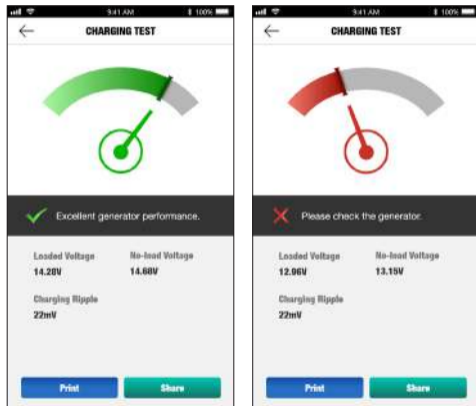 9:41 AM 100%
CHARGING TEST
Excellent generator performance.
Loaded Voltage No-load Voltage
14.28V 14.68V
Charging Ripple
22mV
Print Share
9:41 AM 100%
CHARGING TEST
Please check the generator.
Loaded Voltage No-load Voltage
12.96V 13.15V
Charging Ripple
22mV
Print Share